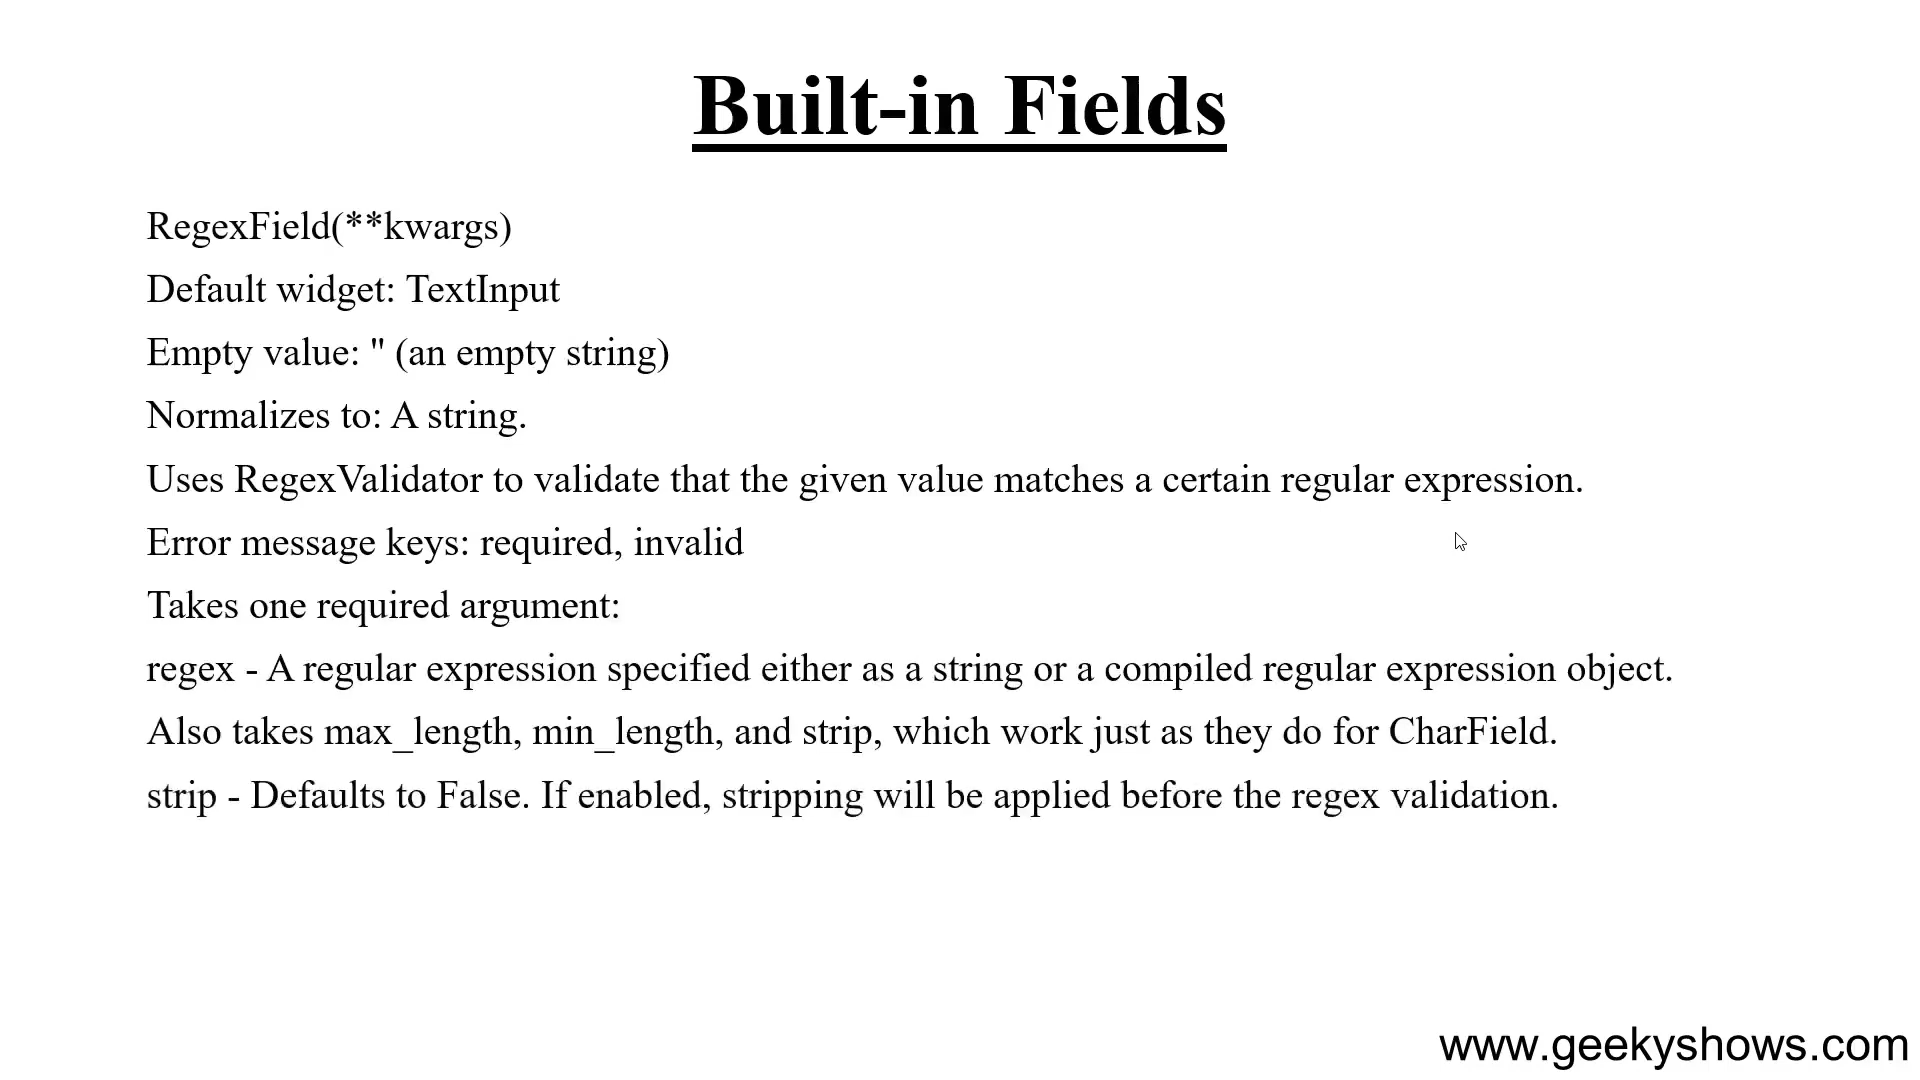 Built-in Fields
RegexField(**kwargs)
Default widget: TextInput
Empty value: '' (an empty string)
Normalizes to: A string.
Uses RegexValidator to validate that the given value matches a certain regular expression.
Error message keys: required, invalid
Takes one required argument:
regex - A regular expression specified either as a string or a compiled regular expression object.
Also takes max_length, min_length, and strip, which work just as they do for CharField.
strip - Defaults to False. If enabled, stripping will be applied before the regex validation.
www.geekyshows.com